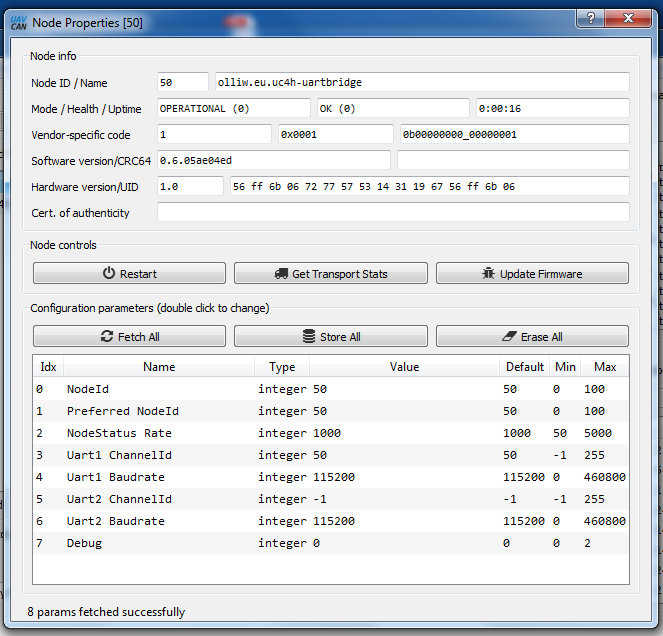 UAV CAN Node Properties [50]
Node info
Node ID / Name 50 olliw.eu.uc4h-uartbridge
Mode / Health / Uptime OPERATIONAL (0) OK (0) 0:00:16
Vendor-specific code 1 0x0001 0b00000000_00000001
Software version/CRC64 0.6.05ae04ed
Hardware version/UID 1.0 56 ff 6b 06 72 77 57 53 14 31 19 67 56 ff 6b 06
Cert. of authenticity
Node controls
Restart Get Transport Stats Update Firmware
Configuration parameters (double click to change)
Fetch All Store All Erase All
Idx Name Type Value Default Min Max
0 NodeId integer 50 50 0 100
1 Preferred NodeId integer 50 50 0 100
2 NodeStatus Rate integer 1000 1000 50 5000
3 Uart1 ChannelId integer 50 50 -1 255
4 Uart1 Baudrate integer 115200 115200 0 460800
5 Uart2 ChannelId integer -1 -1 -1 255
6 Uart2 Baudrate integer 115200 115200 0 460800
7 Debug integer 0 0 0 2
8 params fetched successfully